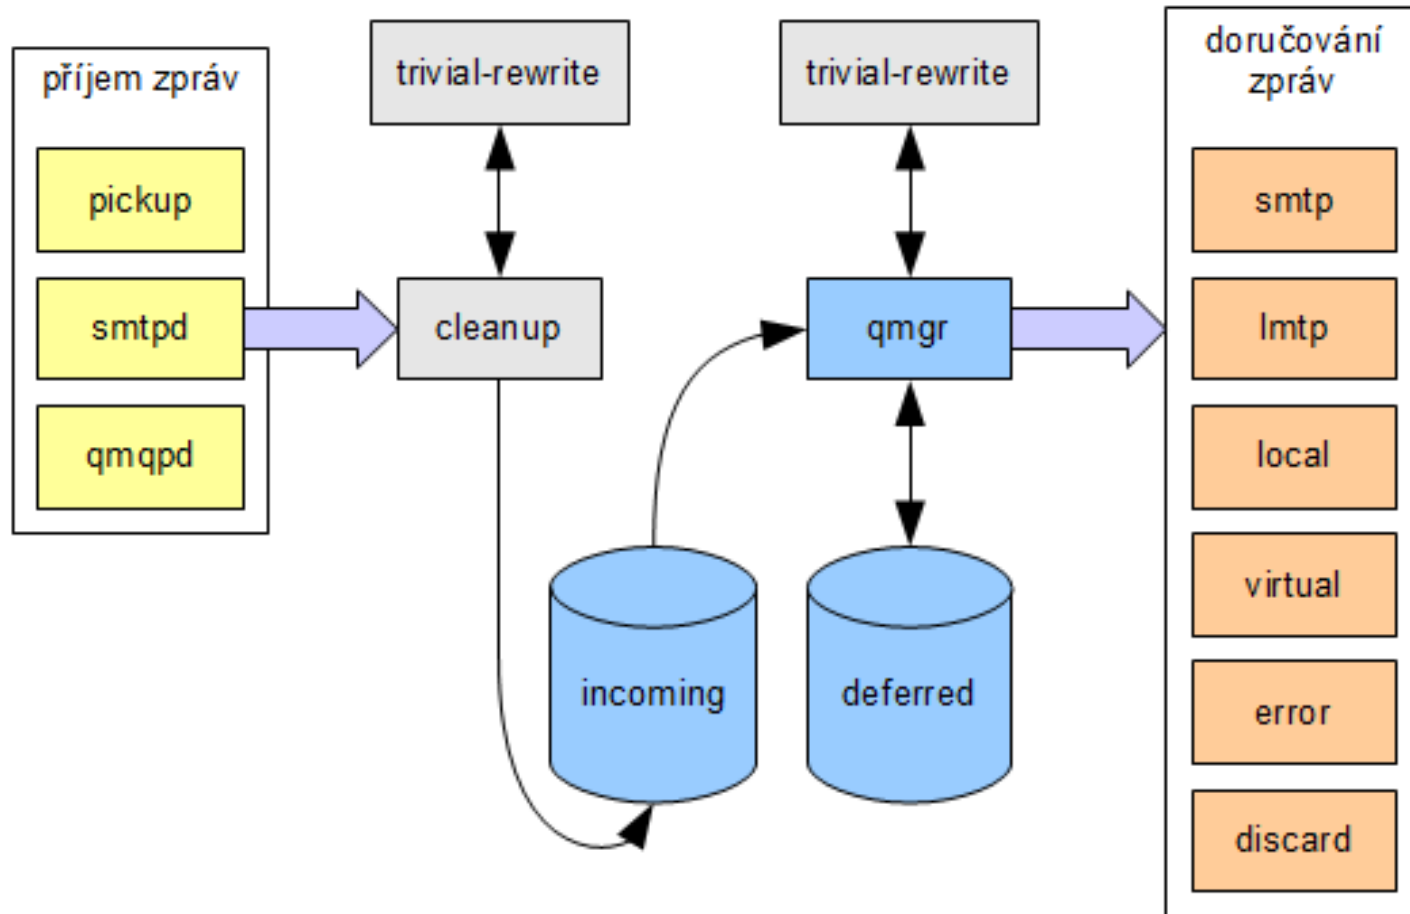 příjem zpráv
pickup
smtpd
qmqpd
trivial-rewrite
cleanup
trivial-rewrite
qmgr
incoming
deferred
doručování
zpráv
smtp
lmtp
local
virtual
error
discard